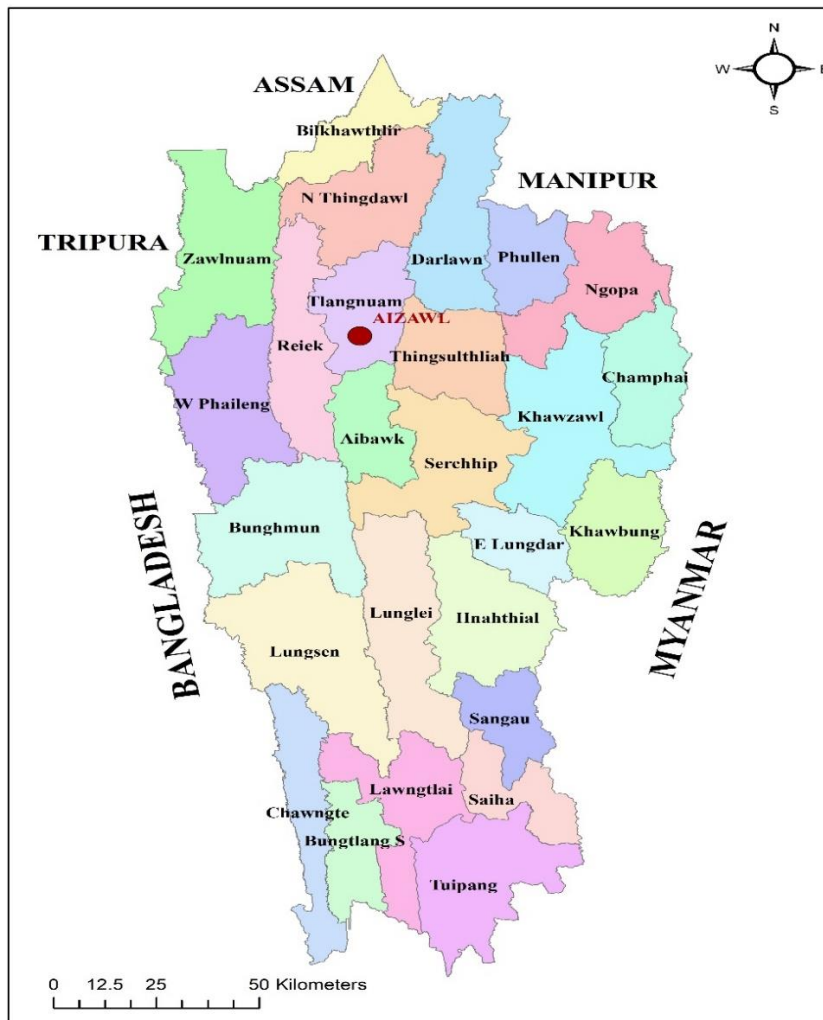 N
W E
S
ASSAM
Bilkhawthlir
MANIPUR
N Thingdawl
TRIPURA
Zawlnuam
Darlawn
Phullen
Ngopa
Tlangnuam
AIZAWL
Reiek
Thingsulthliah
Champhai
W Phaileng
Khawzawl
Aibawk
Serchhip
BANGLADESH
Bunghmun
E Lungdar
Khawbung
MYANMAR
Lunglei
Hnahthial
Lungsen
Sangau
Lawngtlai
Saiha
Chawngte
Bungtlang S
Tuipang
0 12.5 25 50 Kilometers